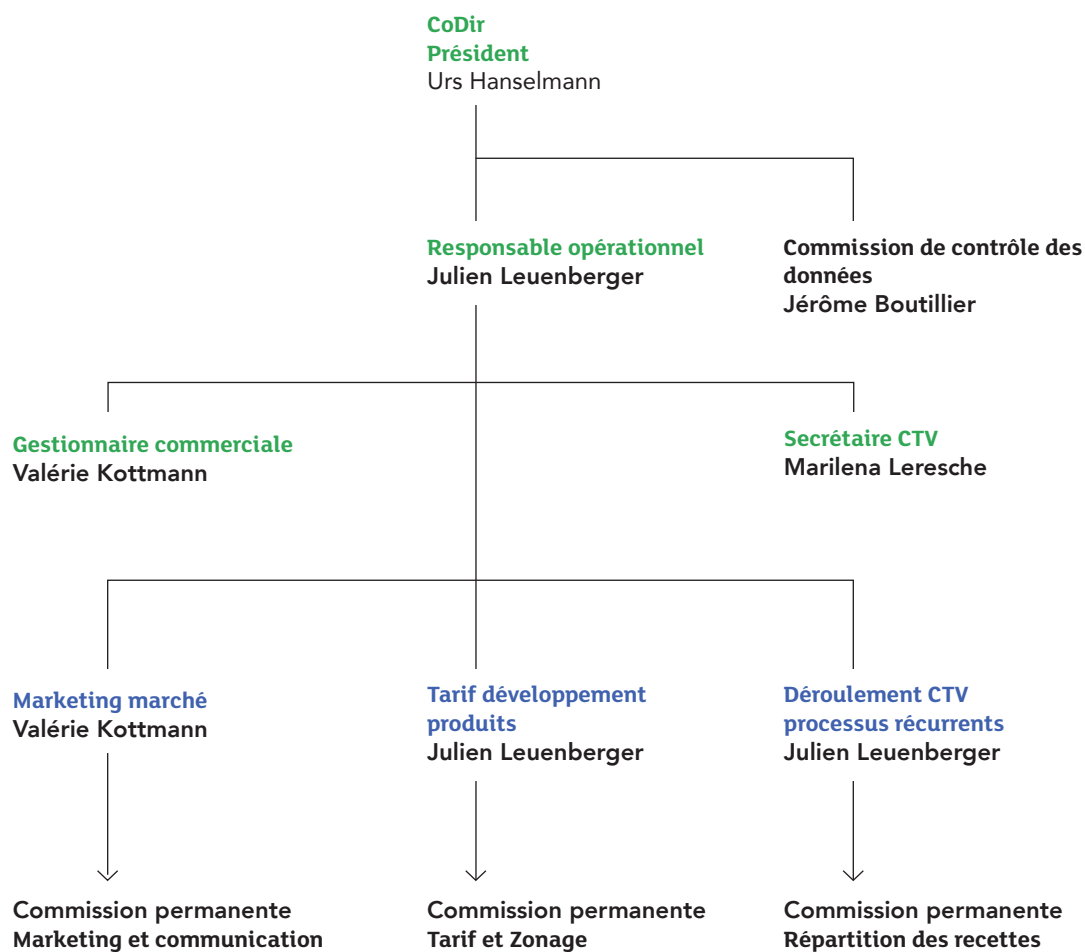 CoDir
Président
Urs Hanselmann
Responsable opérationnel
Julien Leuenberger
Commission de contrôle des
données
Jérôme Boutillier
Gestionnaire commerciale
Valérie Kottmann
Secrétaire CTV
Marilena Leresche
Marketing marché
Valérie Kottmann
Tarif développement
produits
Julien Leuenberger
Déroulement CTV
processus récurrents
Julien Leuenberger
Commission permanente
Marketing et communication
Commission permanente
Tarif et Zonage
Commission permanente
Répartition des recettes